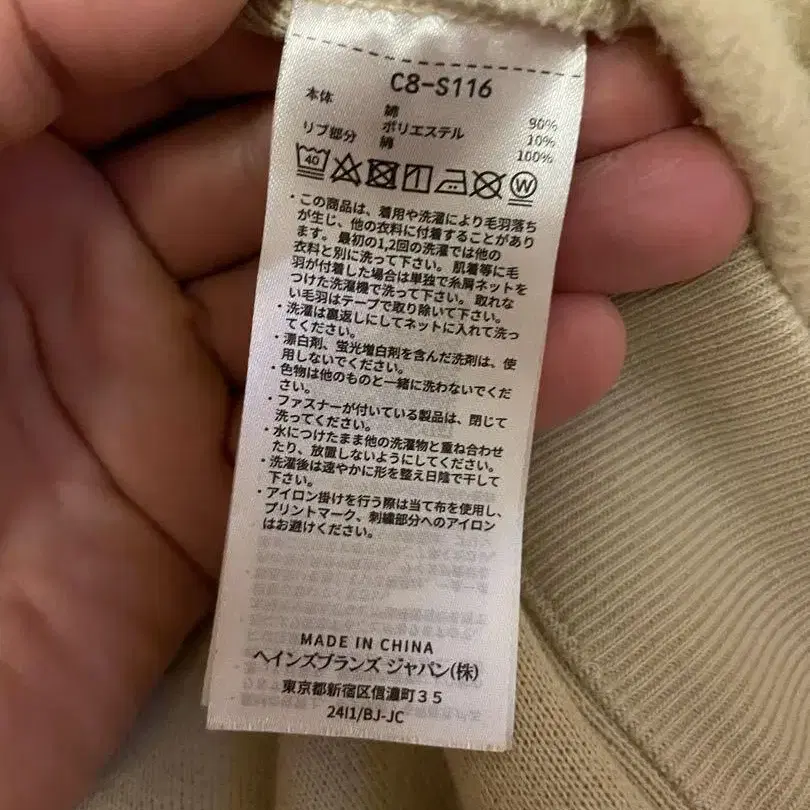 C8-S116
本体 綿 90%
ポリエステル 10%
リブ部分 綿 100%
40
W
・この商品は、着用や洗濯により毛羽落ち
が生じ、他の衣料に付着することがあり
ます。最初の1,2回の洗濯では他の
衣料と別に洗って下さい。肌着等に毛
羽が付着した場合は単独で糸屑ネットを
つけた洗濯機で洗って下さい。取れな
い毛羽はテープで取り除いて下さい。
・洗濯は裏返しにしてネットに入れて洗っ
てください。
・漂白剤、蛍光増白剤を含んだ洗剤は、使
用しないでください。
・色物は他のものと一緒に洗わないでくだ
さい。
・ファスナーが付いている製品は、閉じて
洗ってください。
・水につけたまま他の洗濯物と重ね合わせ
たり、放置しないようにしてください。
・洗濯後は速やかに形を整え日陰で干して
下さい。
・アイロン掛けを行う際は当て布を使用し、
プリントマーク、刺繍部分へのアイロン
はお避けください。
MADE IN CHINA
ヘインズブランズ ジャパン(株)
東京都新宿区信濃町35
24I1/BJ-JC